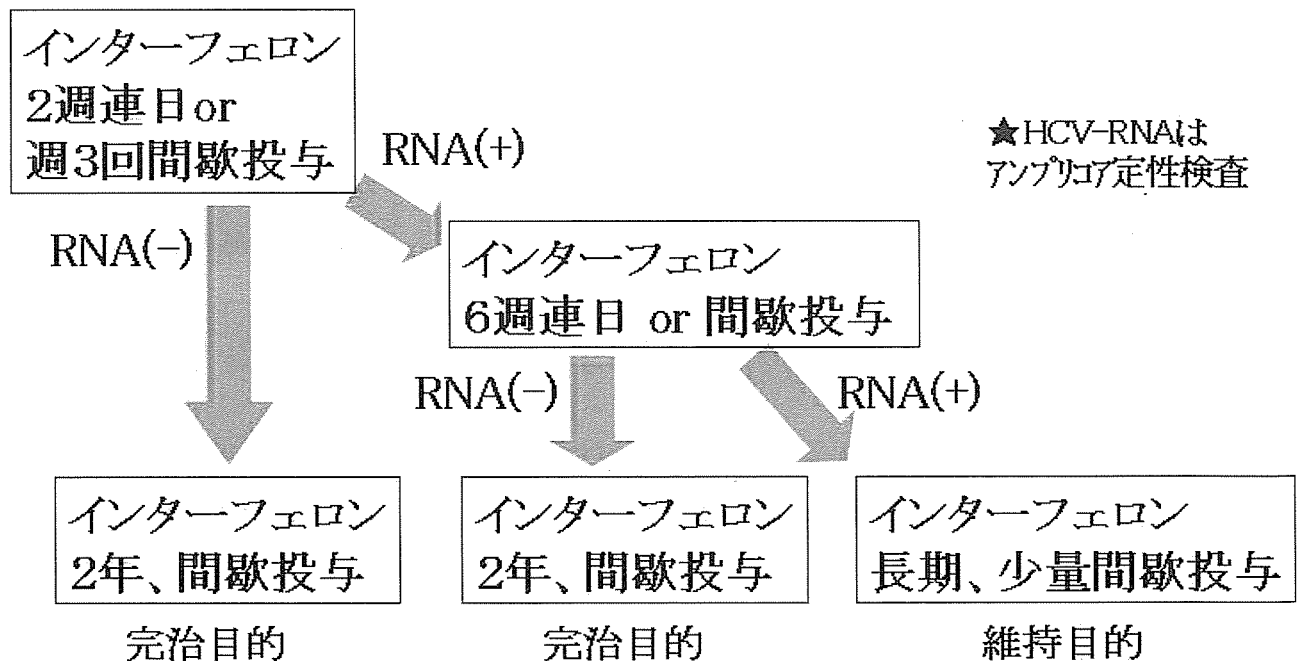 インターフェロン
2週連日or
週3回間歇投与
RNA(+)
★HCV-RNAは
アンプリコア定性検査
RNA(-)
インターフェロン
6週連日 or 間歇投与
RNA(-)
RNA(+)
インターフェロン
2年、間歇投与
完治目的
インターフェロン
2年、間歇投与
完治目的
インターフェロン
長期、少量間歇投与
維持目的